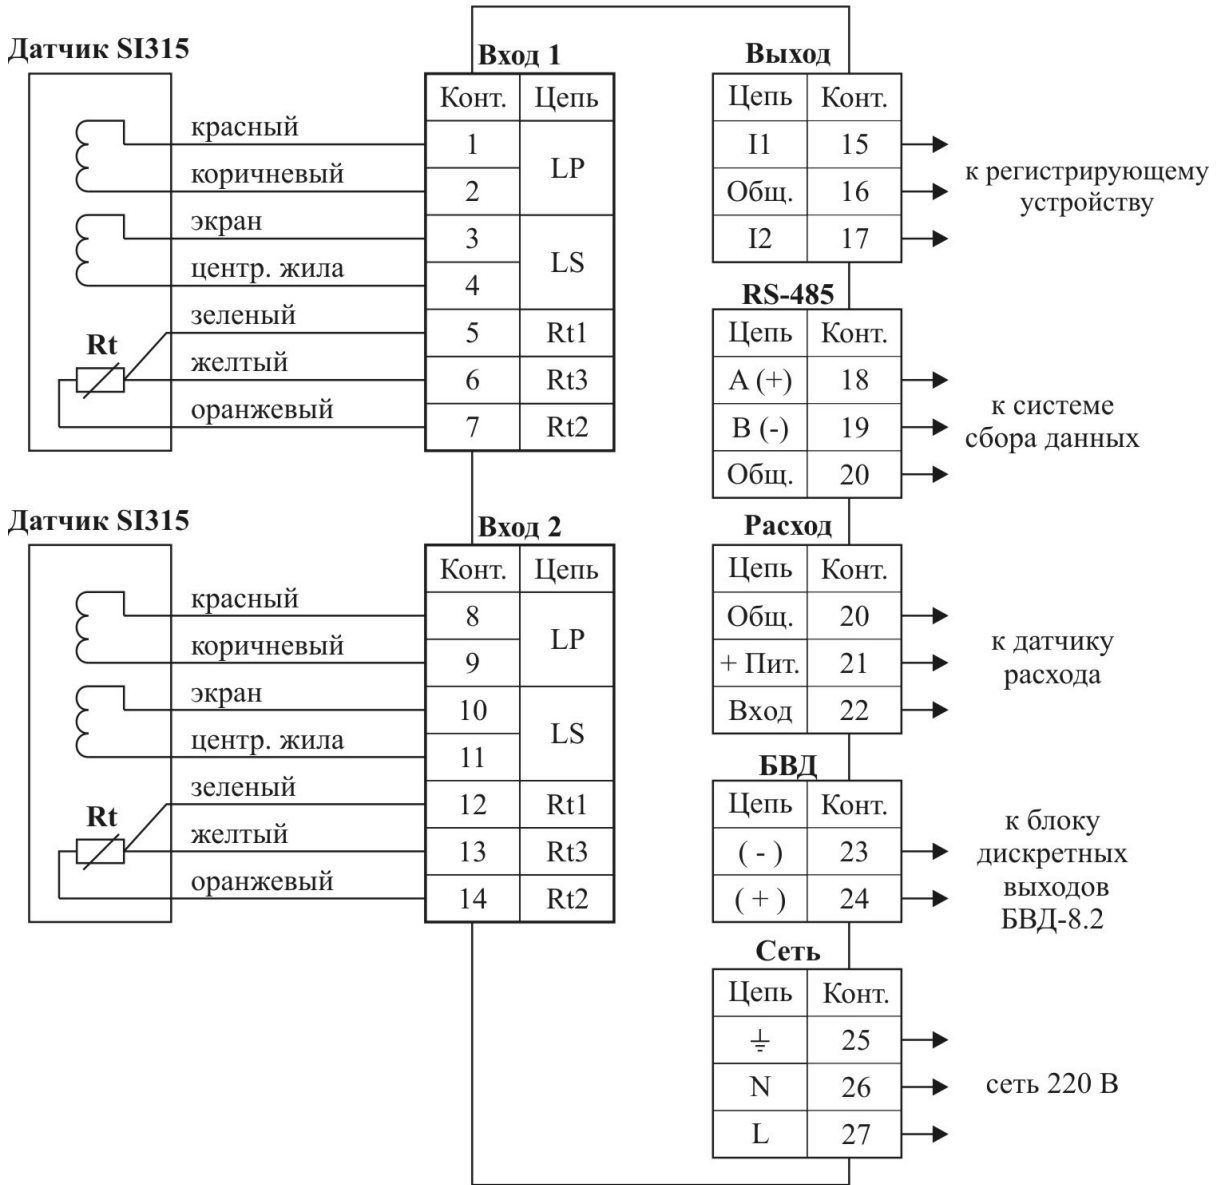 Датчик SI315
Вход 1
Конт. Цепь
красный 1 LP
коричневый 2
экран 3 LS
центр. жила 4
зеленый 5 Rt1
Rt
желтый 6 Rt3
оранжевый 7 Rt2
Датчик SI315
Вход 2
Конт. Цепь
красный 8 LP
коричневый 9
экран 10 LS
центр. жила 11
зеленый 12 Rt1
Rt
желтый 13 Rt3
оранжевый 14 Rt2
Выход
Цепь Конт.
I1 15
Общ. 16
I2 17
к регистрирующему
устройству
RS-485
Цепь Конт.
A (+) 18
B (-) 19
Общ. 20
к системе
сбора данных
Расход
Цепь Конт.
Общ. 20
+ Пит. 21
Вход 22
к датчику
расхода
БВД
Цепь Конт.
( - ) 23
( + ) 24
к блоку
дискретных
выходов
БВД-8.2
Сеть
Цепь Конт.
25
N 26
L 27
сеть 220 В